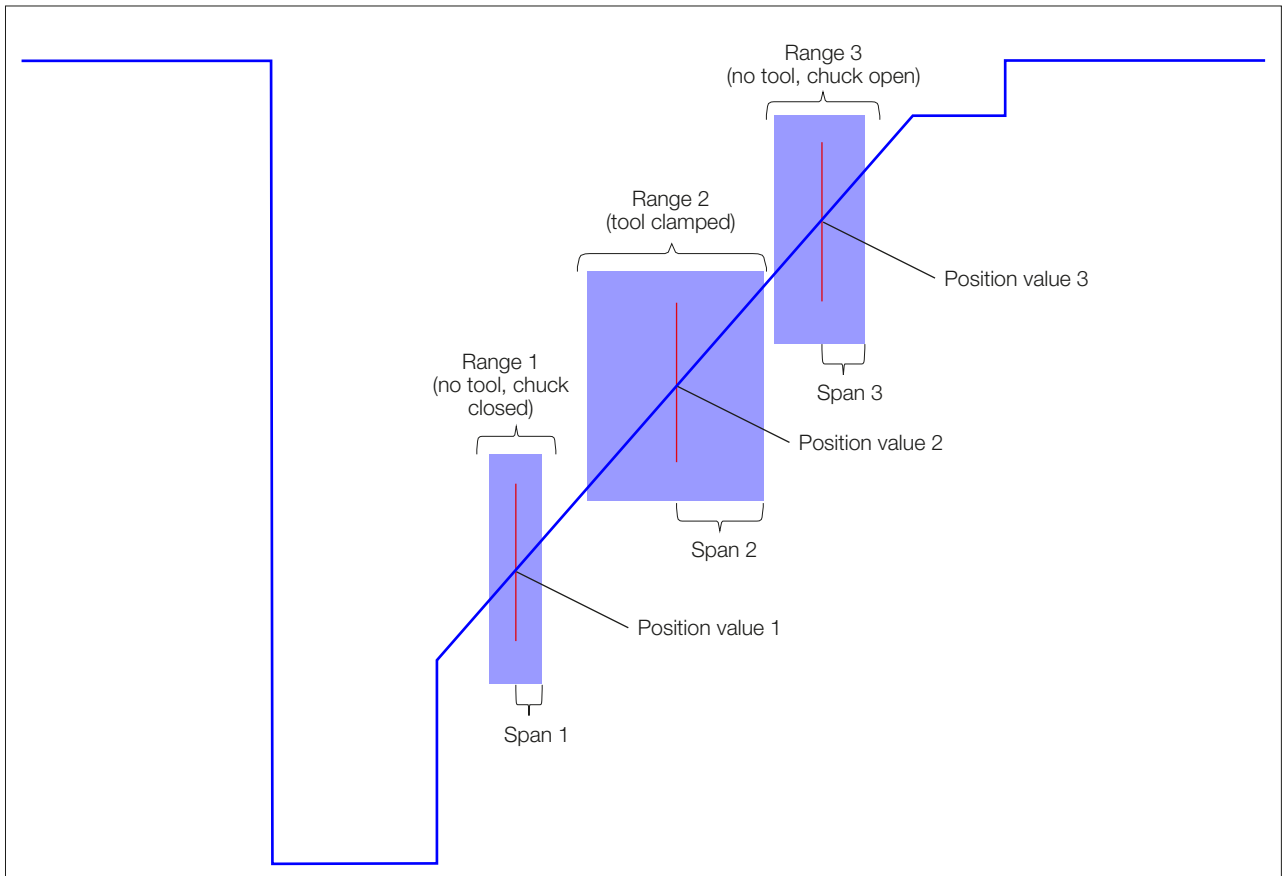 Range 3
(no tool, chuck open)
Range 2
(tool clamped)
Position value 3
Range 1
(no tool, chuck
closed)
Span 3
Position value 2
Span 2
Position value 1
Span 1